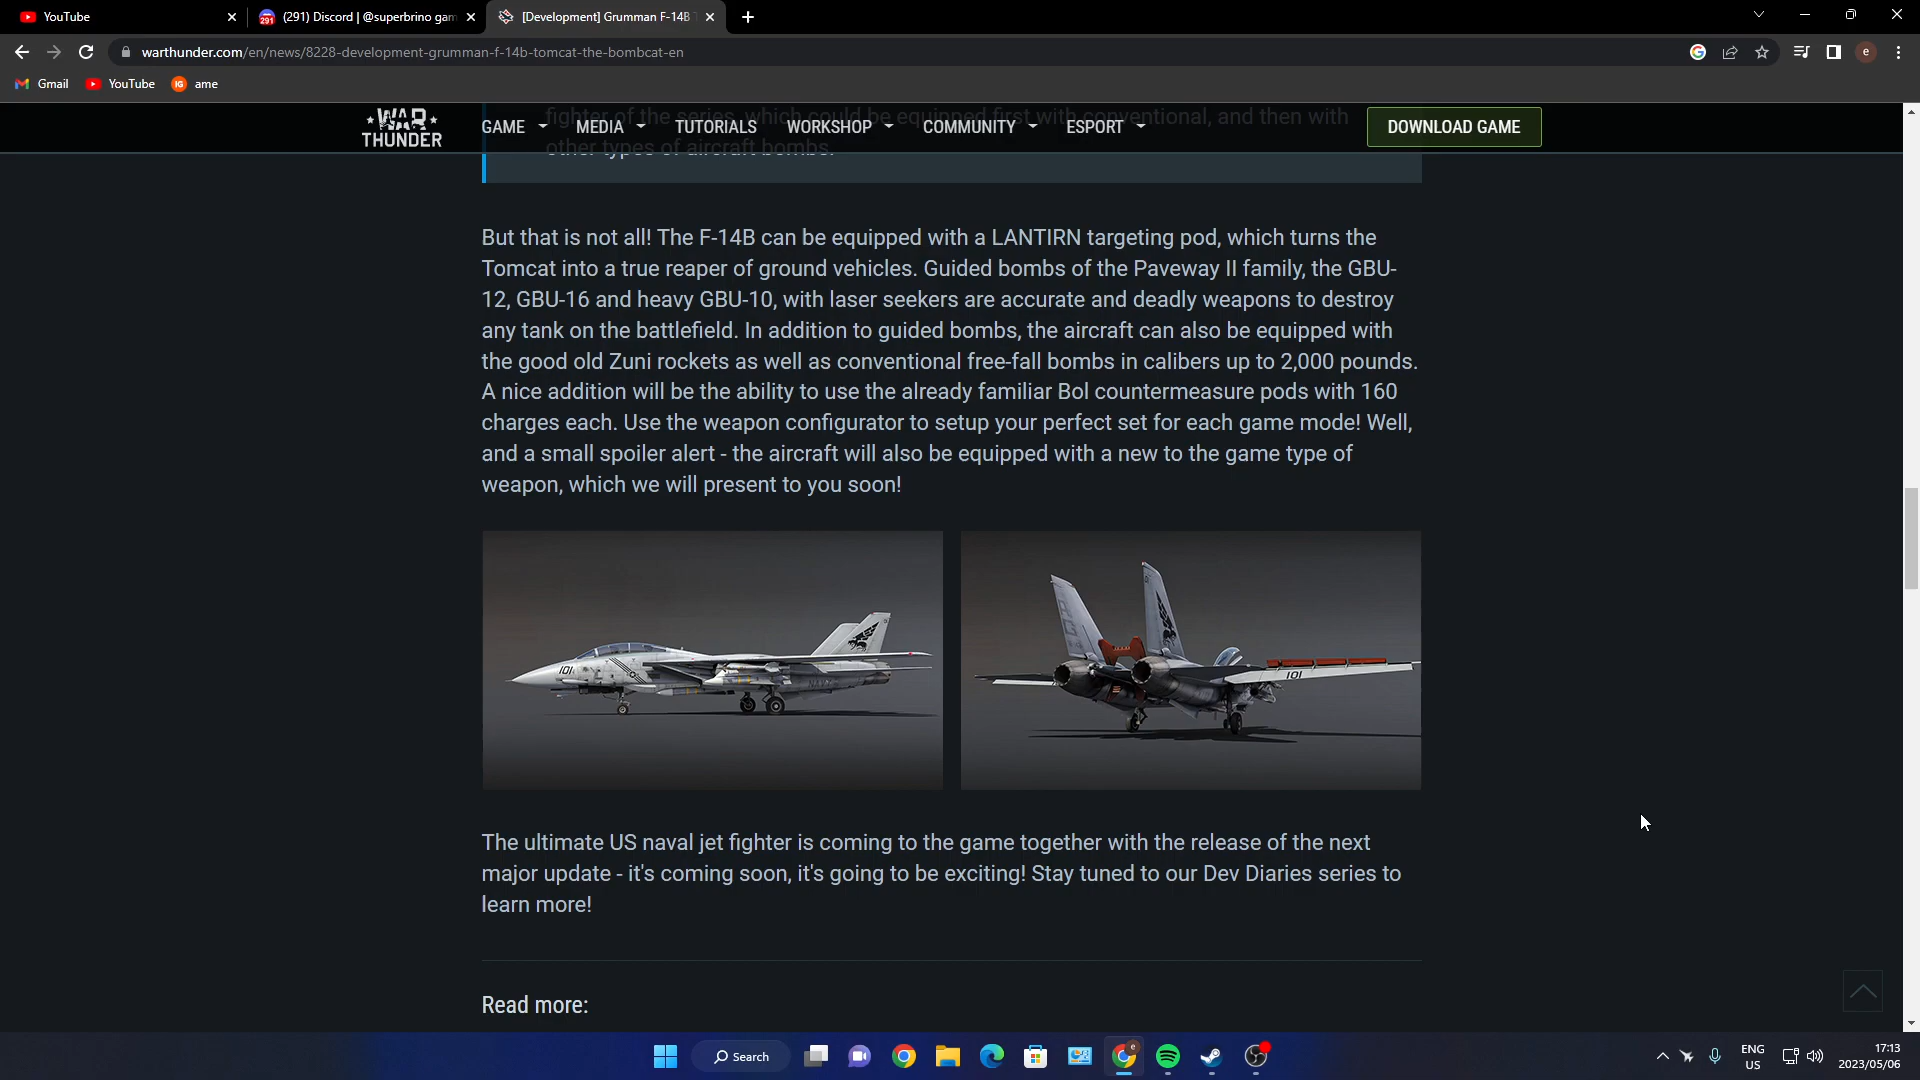 YouTube
(291) Discord | @superbrino gam
[Development] Grumman F-14B T
warthunder.com/en/news/8228-development-grumman-f-14b-tomcat-the-bombcat-en
e
Gmail
YouTube
IG
ame
fighter of the series, which could be equipped first with conventional, and then with
other types of aircraft bombs.
WAR
THUNDER
GAME
MEDIA
TUTORIALS
WORKSHOP
COMMUNITY
ESPORT
DOWNLOAD GAME
But that is not all! The F-14B can be equipped with a LANTIRN targeting pod, which turns the
Tomcat into a true reaper of ground vehicles. Guided bombs of the Paveway II family, the GBU-
12, GBU-16 and heavy GBU-10, with laser seekers are accurate and deadly weapons to destroy
any tank on the battlefield. In addition to guided bombs, the aircraft can also be equipped with
the good old Zuni rockets as well as conventional free-fall bombs in calibers up to 2,000 pounds.
A nice addition will be the ability to use the already familiar Bol countermeasure pods with 160
charges each. Use the weapon configurator to setup your perfect set for each game mode! Well,
and a small spoiler alert - the aircraft will also be equipped with a new to the game type of
weapon, which we will present to you soon!
101
101
The ultimate US naval jet fighter is coming to the game together with the release of the next
major update - it's coming soon, it's going to be exciting! Stay tuned to our Dev Diaries series to
learn more!
Read more:
Search
ENG
US
17:13
2023/05/06